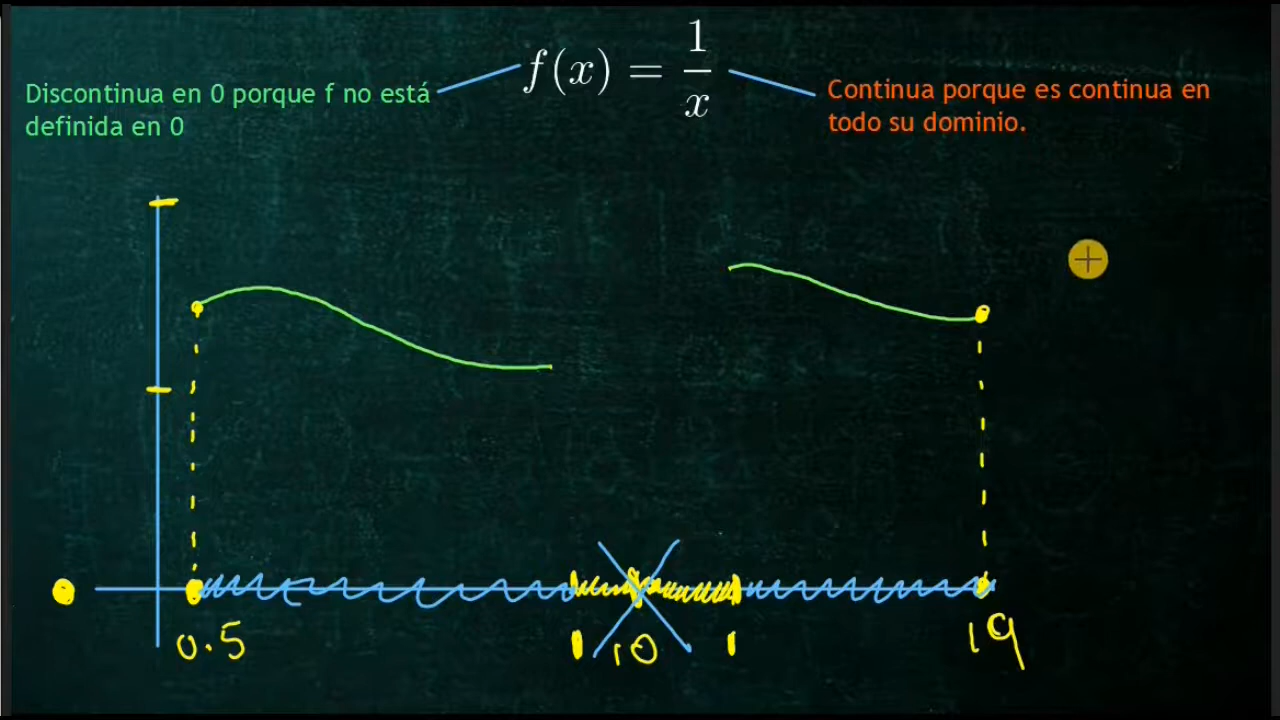 f(x) = 1/x
Discontinua en 0 porque f no está
definida en 0
Continua porque es continua en
todo su dominio.
0.5
10
19